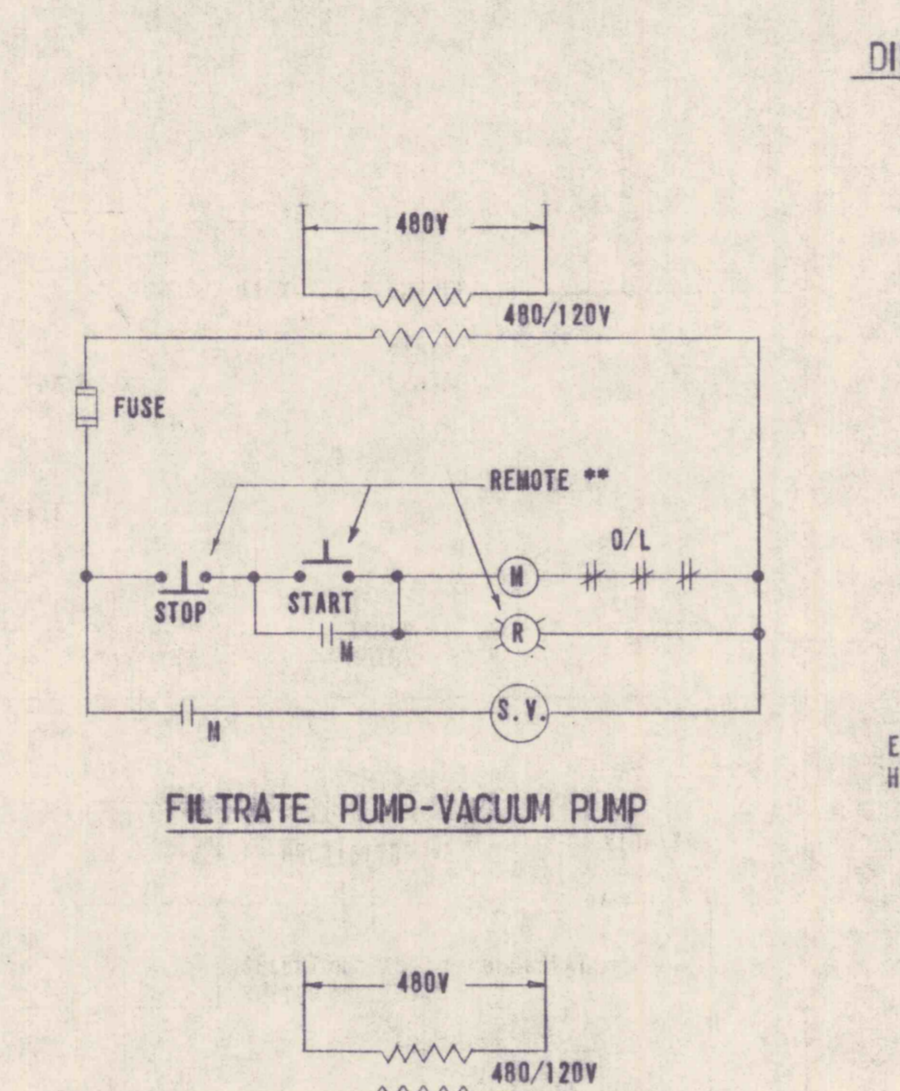 DI
480V
480/120V
FUSE
REMOTE **
O/L
M
STOP
START
R
M
S.V.
M
E
H
FILTRATE PUMP-VACUUM PUMP
480V
480/120V